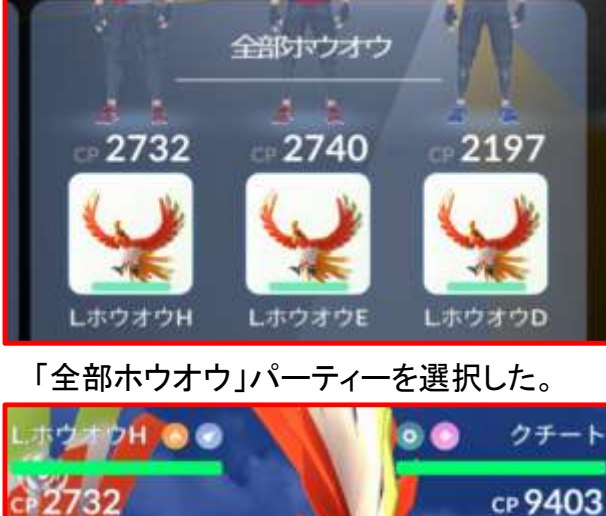 全部ホウオウ
CP 2732 CP 2740 CP 2197
LホウオウH LホウオウE LホウオウD
「全部ホウオウ」パーティーを選択した。
LホウオウH クチート
CP 2732 CP 9403